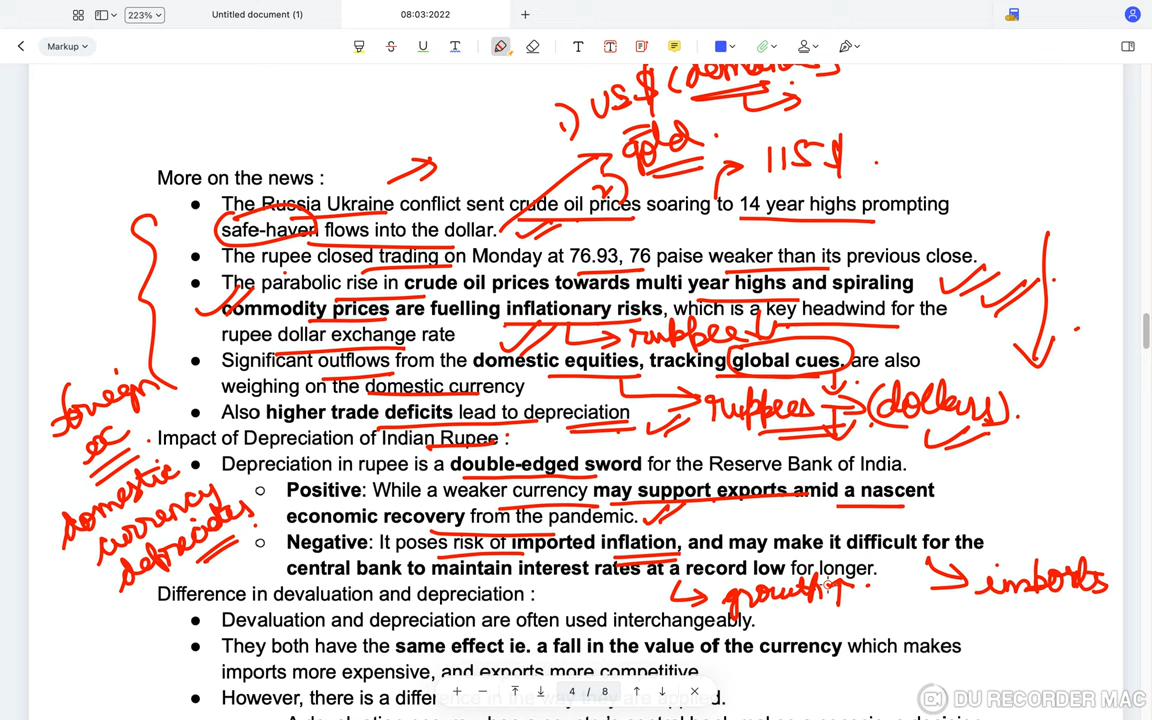 223%
Untitled document (1)
08:03:2022
Markup
1) US $ (demand)
gold
2)
115$
More on the news :
● The Russia Ukraine conflict sent crude oil prices soaring to 14 year highs prompting
safe-haven flows into the dollar.
● The rupee closed trading on Monday at 76.93, 76 paise weaker than its previous close.
● The parabolic rise in crude oil prices towards multi year highs and spiraling
commodity prices are fuelling inflationary risks, which is a key headwind for the
rupee dollar exchange rate
ruppee ↓
● Significant outflows from the domestic equities, tracking global cues, are also
weighing on the domestic currency
ruppees → (dollars)
● Also higher trade deficits lead to depreciation
foreign
ex
domestic
currency
Impact of Depreciation of Indian Rupee :
● Depreciation in rupee is a double-edged sword for the Reserve Bank of India.
○ Positive: While a weaker currency may support exports amid a nascent
economic recovery from the pandemic.
○ Negative: It poses risk of imported inflation, and may make it difficult for the
central bank to maintain interest rates at a record low for longer.
growth ↑
imports
Difference in devaluation and depreciation :
● Devaluation and depreciation are often used interchangeably.
● They both have the same effect ie. a fall in the value of the currency which makes
imports more expensive, and exports more competitive.
● However, there is a
applied.
4 / 8
DU RECORDER MAC